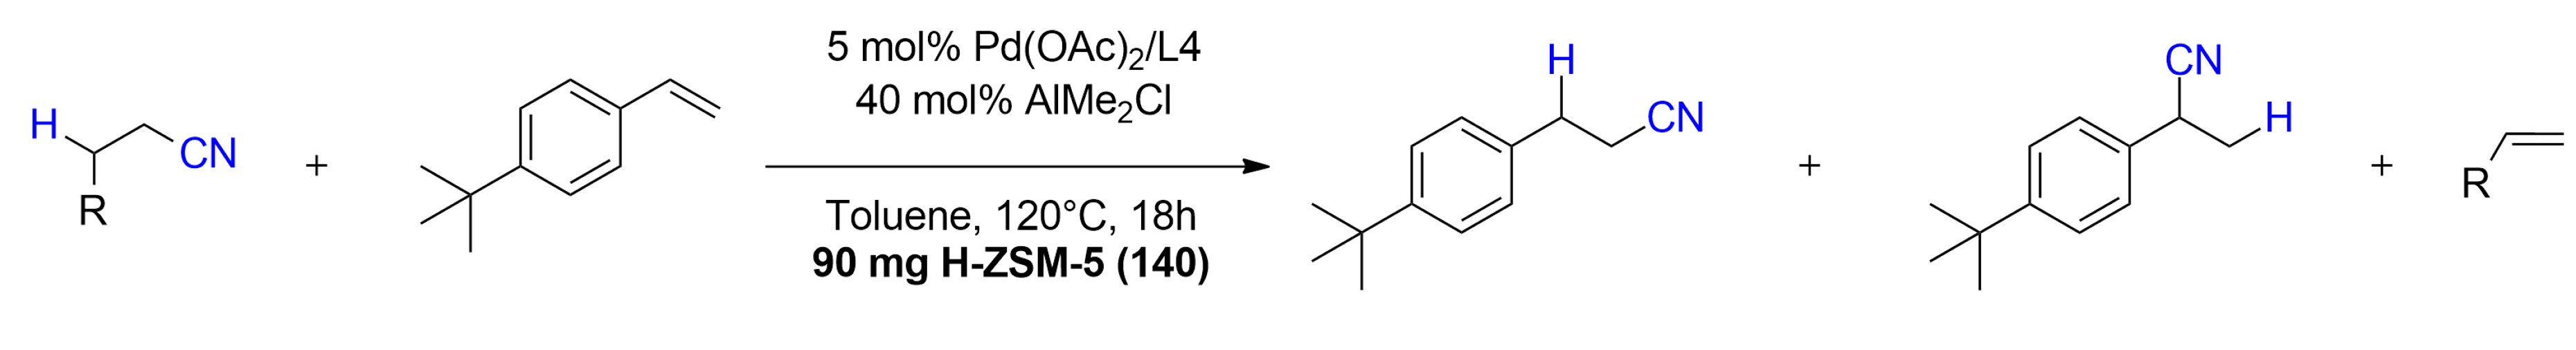 H
CN
R
+
5 mol% Pd(OAc)₂/L4
40 mol% AlMe₂Cl
Toluene, 120°C, 18h
90 mg H-ZSM-5 (140)
H
CN
+
CN
H
+
R